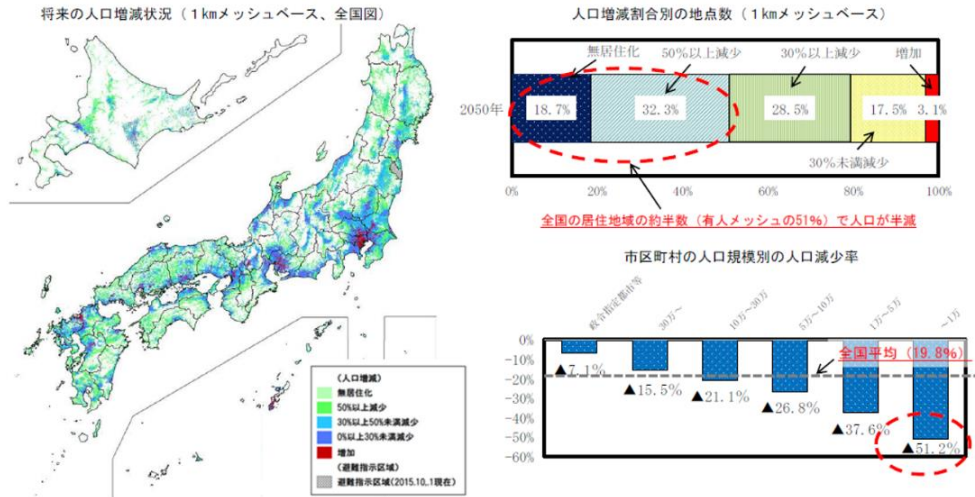 将来の人口増減状況（１kmメッシュベース、全国図）
（人口増減）
無居住化
50%以上減少
30%以上50%未満減少
0%以上30%未満減少
増加
（避難指示区域）
避難指示区域(2015.10.1現在)
人口増減割合別の地点数（１kmメッシュベース）
無居住化
50％以上減少
30％以上減少
増加
2050年
18.7%
32.3%
28.5%
17.5%
3.1%
30％未満減少
0%
20%
40%
60%
80%
100%
全国の居住地域の約半数（有人メッシュの51％）で人口が半減
市区町村の人口規模別の人口減少率
政令指定都市等
30万～
10万～30万
5万～10万
1万～5万
～1万
0%
−10%
−20%
−30%
−40%
−50%
−60%
全国平均（19.8%）
▲7.1%
▲15.5%
▲21.1%
▲26.8%
▲37.6%
▲51.2%